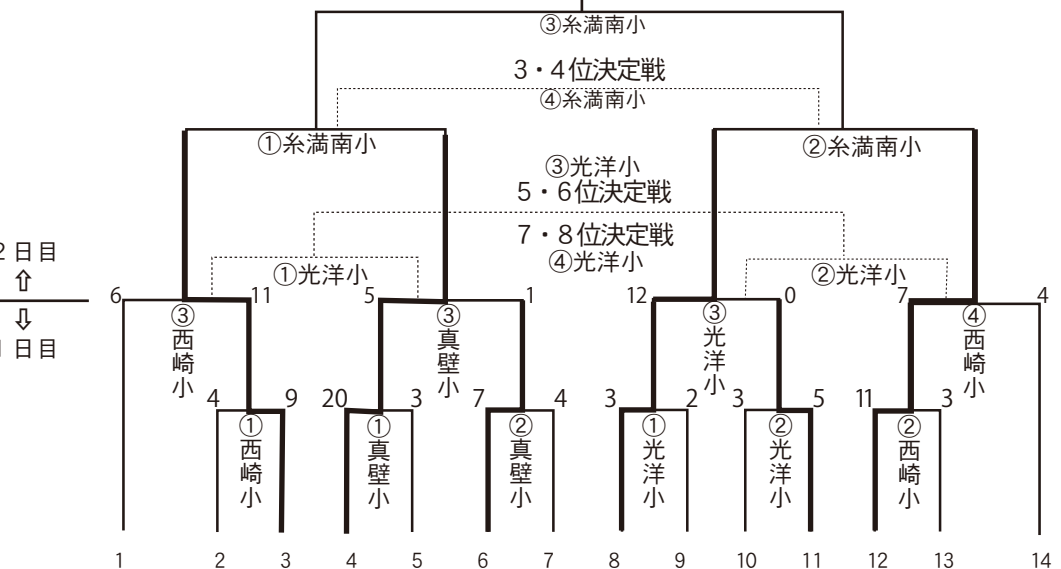 ③糸満南小
3・4位決定戦
④糸満南小
①糸満南小
②糸満南小
③光洋小
5・6位決定戦
7・8位決定戦
④光洋小
2日目
⇧
①光洋小
②光洋小
6 11 5 1 12 0 7 4
⇩
日目
③西崎小
③真壁小
③光洋小
④西崎小
4 9 20 3 7 4 3 2 3 5 11 3
①西崎小
①真壁小
②真壁小
①光洋小
②光洋小
②西崎小
1 2 3 4 5 6 7 8 9 10 11 12 13 14